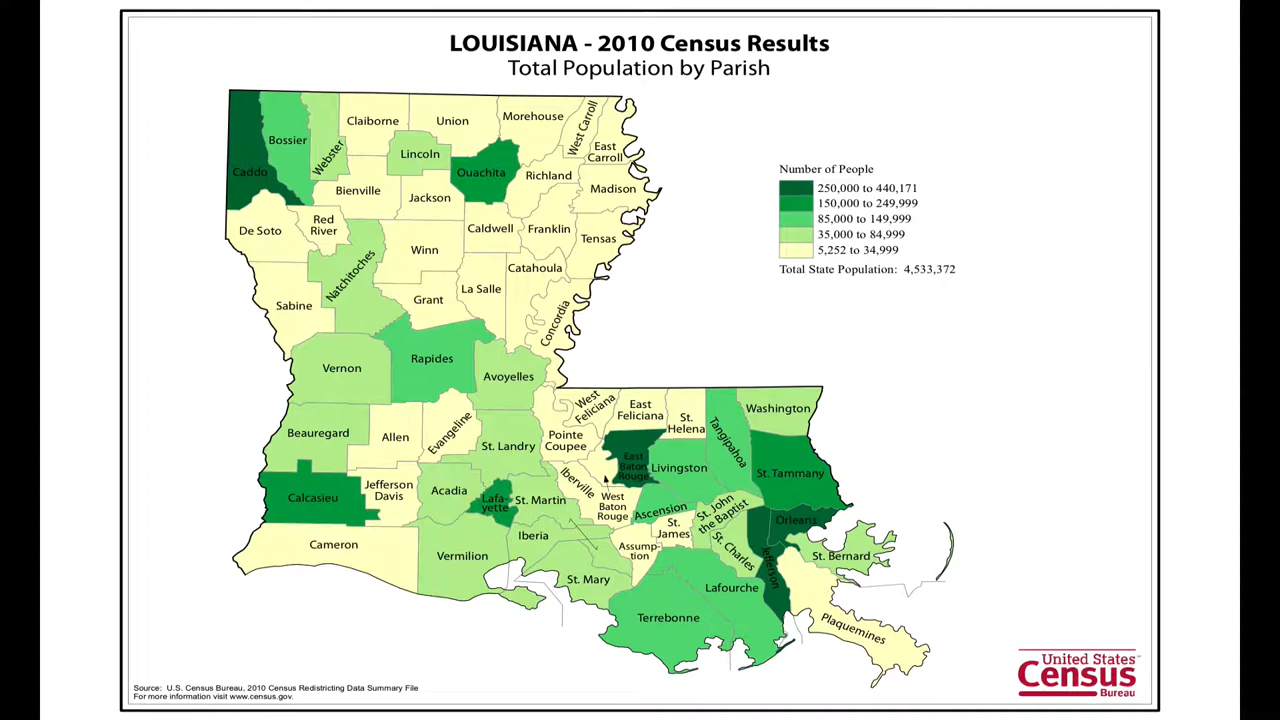 LOUISIANA - 2010 Census Results
Total Population by Parish
Caddo
Bossier
Webster
Claiborne
Union
Morehouse
West Carroll
East
Carroll
Lincoln
Ouachita
Richland
Madison
Bienville
Jackson
De Soto
Red
River
Natchitoches
Winn
Caldwell
Franklin
Tensas
Catahoula
Sabine
Grant
La Salle
Concordia
Vernon
Rapides
Avoyelles
Beauregard
Allen
Evangeline
St. Landry
Pointe
Coupee
West
Feliciana
East
Feliciana
St.
Helena
Tangipahoa
Washington
East
Baton
Rouge
Livingston
St. Tammany
Calcasieu
Jefferson
Davis
Acadia
Lafa-
yette
St. Martin
Iberville
West
Baton
Rouge
Ascension
St. John
the Baptist
Orleans
Cameron
Vermilion
Iberia
St. Mary
Assump-
tion
St.
James
St. Charles
Jefferson
St. Bernard
Terrebonne
Lafourche
Plaquemines
Number of People
250,000 to 440,171
150,000 to 249,999
85,000 to 149,999
35,000 to 84,999
5,252 to 34,999
Total State Population: 4,533,372
Source: U.S. Census Bureau, 2010 Census Redistricting Data Summary File
For more information visit www.census.gov.
United States
Census
Bureau